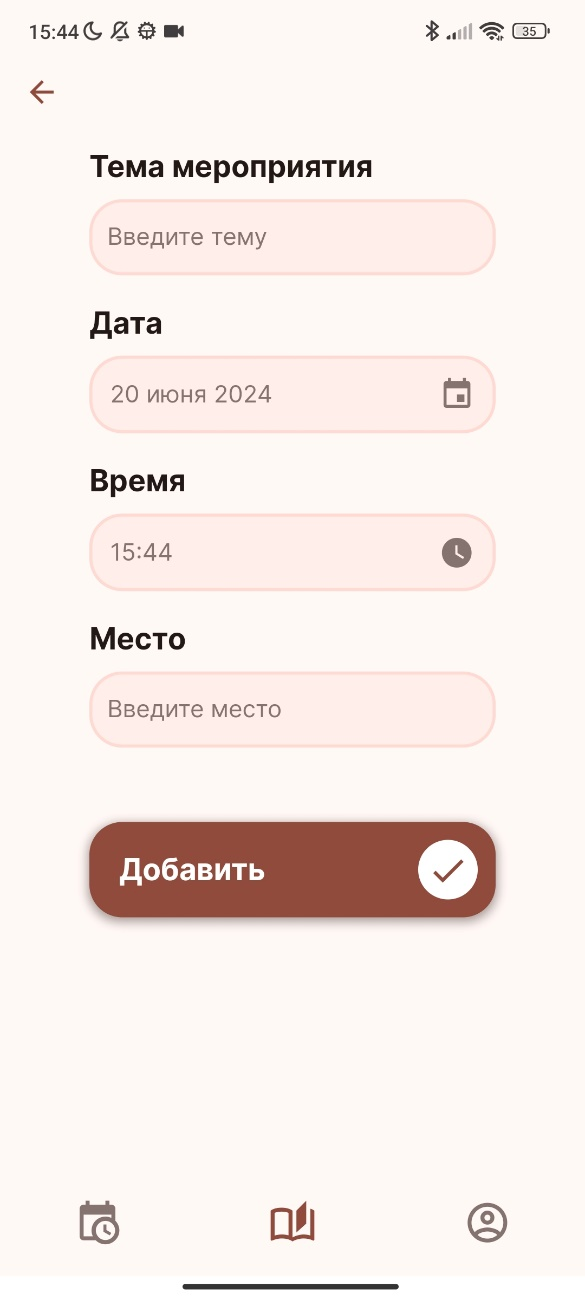 15:44
35
Тема мероприятия
Введите тему
Дата
20 июня 2024
Время
15:44
Место
Введите место
Добавить